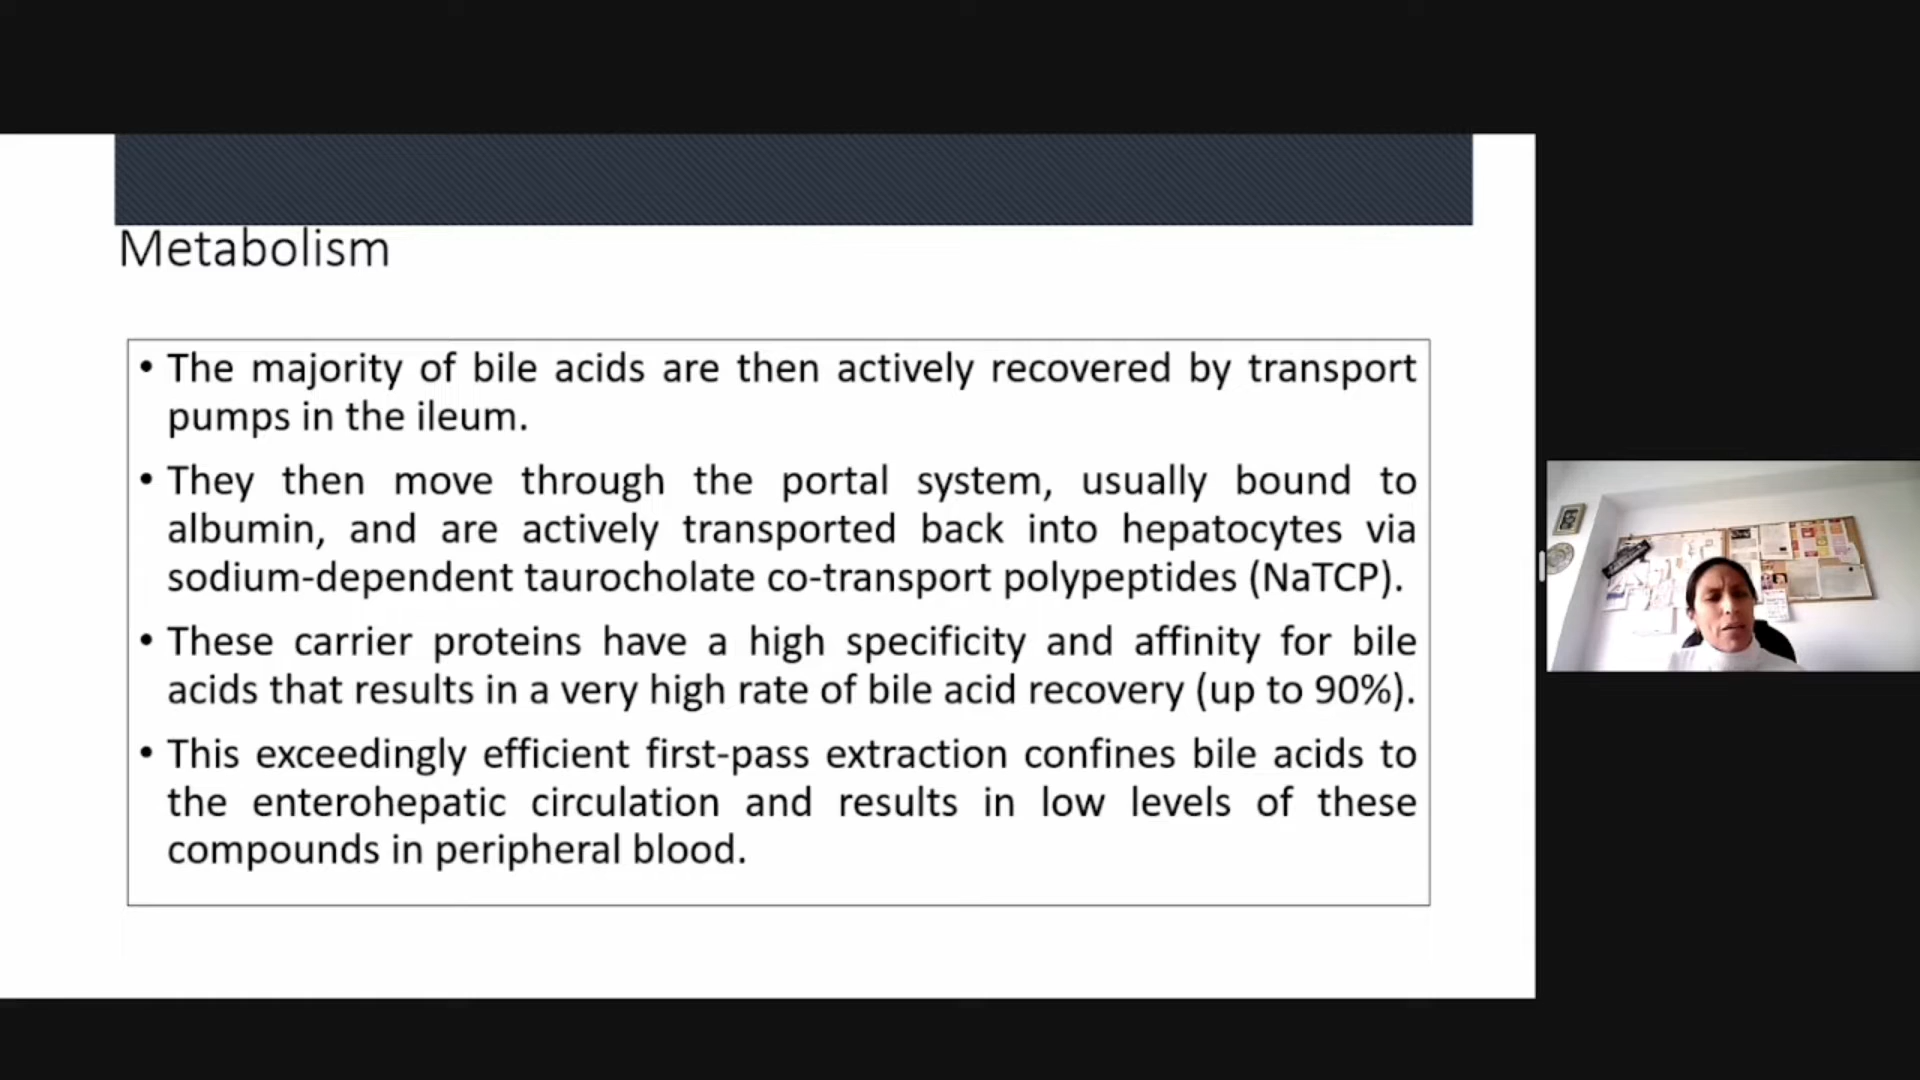 Metabolism
• The majority of bile acids are then actively recovered by transport
pumps in the ileum.
• They then move through the portal system, usually bound to
albumin, and are actively transported back into hepatocytes via
sodium-dependent taurocholate co-transport polypeptides (NaTCP).
• These carrier proteins have a high specificity and affinity for bile
acids that results in a very high rate of bile acid recovery (up to 90%).
• This exceedingly efficient first-pass extraction confines bile acids to
the enterohepatic circulation and results in low levels of these
compounds in peripheral blood.